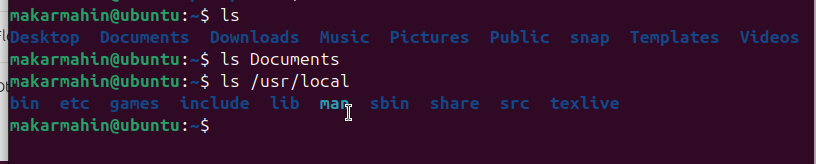 makarmahin@ubuntu:~$ ls
Desktop Documents Downloads Music Pictures Public snap Templates Videos
makarmahin@ubuntu:~$ ls Documents
makarmahin@ubuntu:~$ ls /usr/local
bin etc games include lib man sbin share src texlive
makarmahin@ubuntu:~$